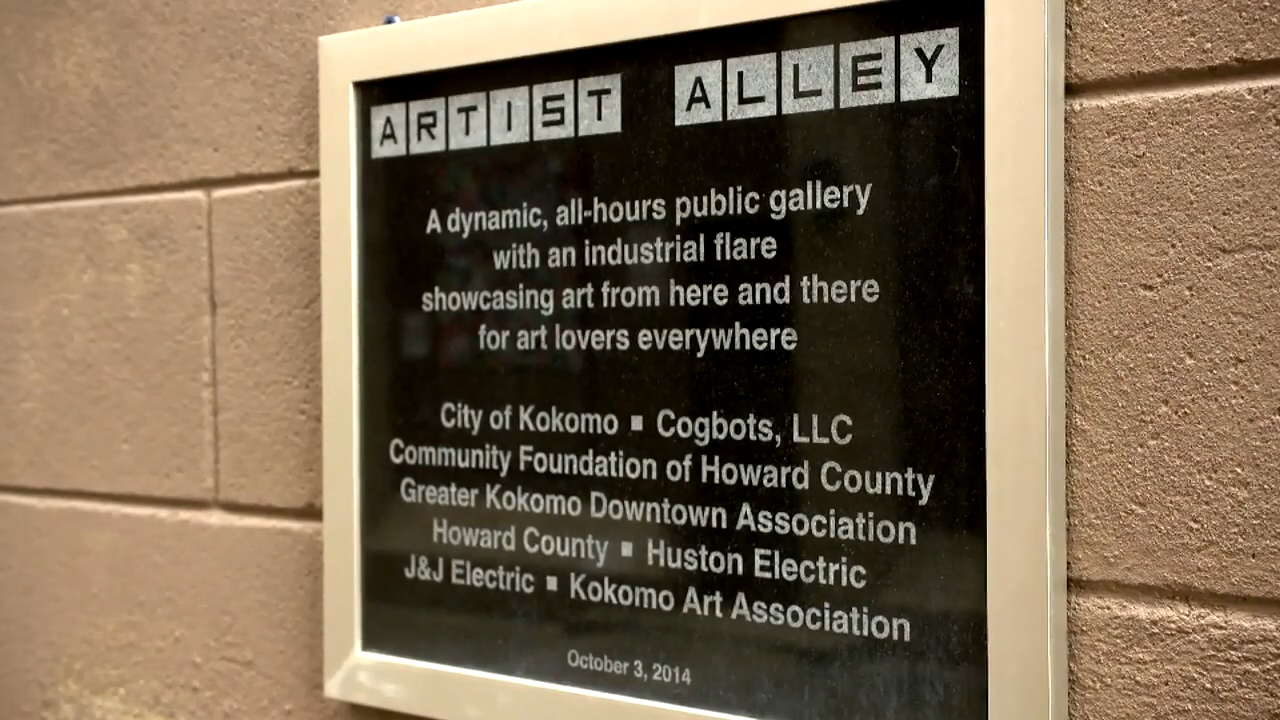 ARTIST ALLEY
A dynamic, all-hours public gallery
with an industrial flare
showcasing art from here and there
for art lovers everywhere
City of Kokomo ▪ Cogbots, LLC
Community Foundation of Howard County
Greater Kokomo Downtown Association
Howard County ▪ Huston Electric
J&J Electric ▪ Kokomo Art Association
October 3, 2014